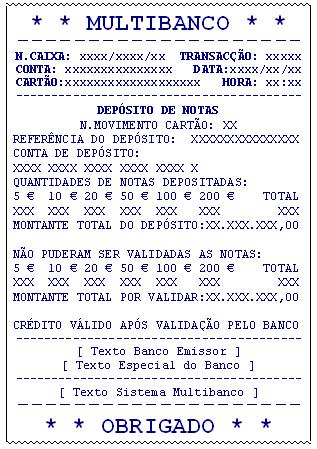 * * MULTIBANCO * *
N.CAIXA: xxxx/xxxx/xx TRANSACÇÃO: xxxxx
CONTA: xxxxxxxxxxxxxxx DATA:xxxx/xx/xx
CARTÃO:xxxxxxxxxxxxxxxxxxx HORA: xx:xx
DEPÓSITO DE NOTAS
N.MOVIMENTO CARTÃO: XX
REFERÊNCIA DO DEPÓSITO: XXXXXXXXXXXXXXX
CONTA DE DEPÓSITO:
XXXX XXXX XXXX XXXX XXXX X
QUANTIDADES DE NOTAS DEPOSITADAS:
5 € 10 € 20 € 50 € 100 € 200 € TOTAL
XXX XXX XXX XXX XXX XXX XXX
MONTANTE TOTAL DO DEPÓSITO:XX.XXX.XXX,00
NÃO PUDERAM SER VALIDADAS AS NOTAS:
5 € 10 € 20 € 50 € 100 € 200 € TOTAL
XXX XXX XXX XXX XXX XXX XXX
MONTANTE TOTAL POR VALIDAR:XX.XXX.XXX,00
CRÉDITO VÁLIDO APÓS VALIDAÇÃO PELO BANCO
[ Texto Banco Emissor ]
[ Texto Especial do Banco ]
[ Texto Sistema Multibanco ]
* * OBRIGADO * *